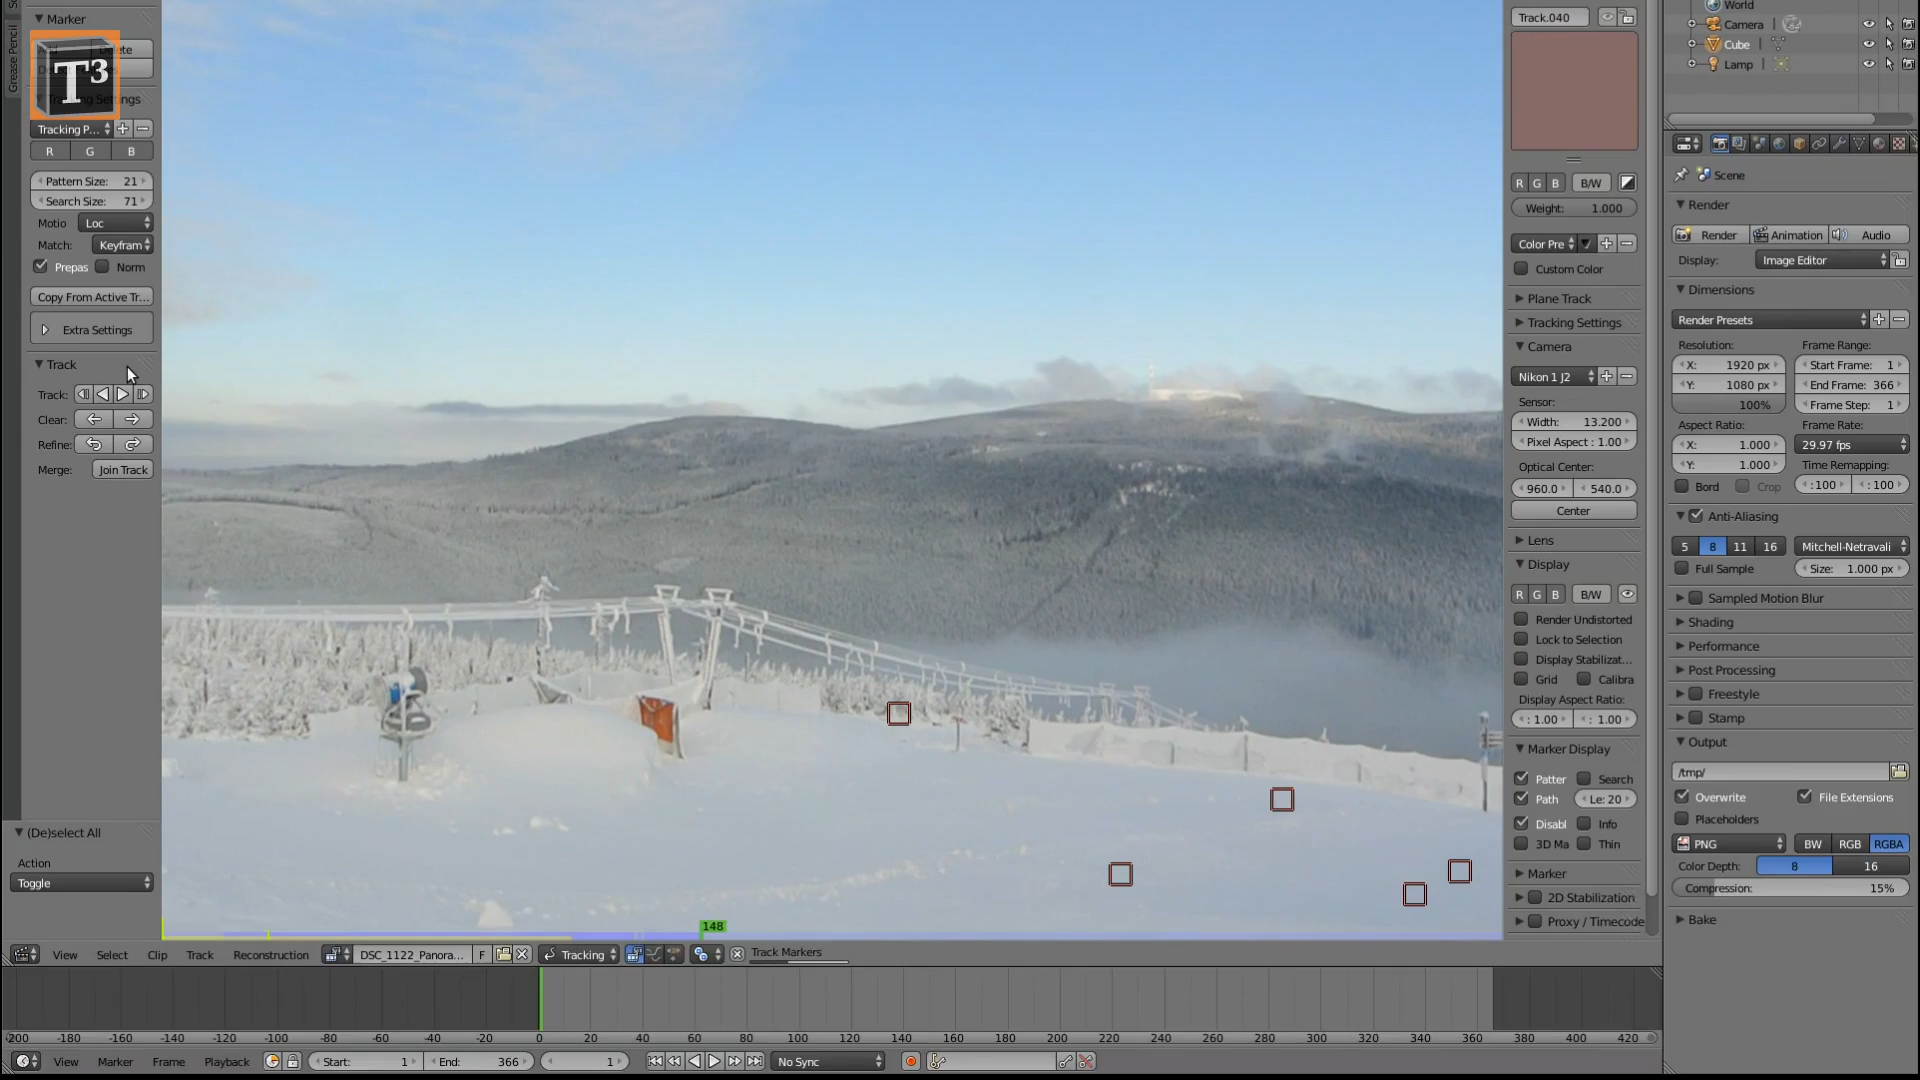 Marker
Delete
T3
Tracking Settings
Tracking P...
R G B
Pattern Size: 21
Search Size: 71
Motio Loc
Match: Keyfram
Prepas Norm
Copy From Active Tr...
Extra Settings
Track
Track:
Clear:
Refine:
Merge: Join Track
(De)select All
Action
Toggle
Grease Pencil
148
Track.040
R G B B/W
Weight: 1.000
Color Pre
Custom Color
Plane Track
Tracking Settings
Camera
Nikon 1 J2
Sensor:
Width: 13.200
Pixel Aspect : 1.00
Optical Center:
960.0 540.0
Center
Lens
Display
R G B B/W
Render Undistorted
Lock to Selection
Display Stabilizat...
Grid Calibra
Display Aspect Ratio:
: 1.00 : 1.00
Marker Display
Patter Search
Path Le: 20
Disabl Info
3D Ma Thin
Marker
2D Stabilization
Proxy / Timecode
World
Camera
Cube
Lamp
Scene
Render
Render Animation Audio
Display: Image Editor
Dimensions
Render Presets
Resolution: Frame Range:
X: 1920 px Start Frame: 1
Y: 1080 px End Frame: 366
100% Frame Step: 1
Aspect Ratio: Frame Rate:
X: 1.000 29.97 fps
Y: 1.000 Time Remapping:
Bord Crop :100 :100
Anti-Aliasing
5 8 11 16 Mitchell-Netravali
Full Sample Size: 1.000 px
Sampled Motion Blur
Shading
Performance
Post Processing
Freestyle
Stamp
Output
/tmp/
Overwrite File Extensions
Placeholders
PNG BW RGB RGBA
Color Depth: 8 16
Compression: 15%
Bake
View Select Clip Track Reconstruction DSC_1122_Panora... F Tracking Track Markers
-200 -180 -160 -140 -120 -100 -80 -60 -40 -20 0 20 40 60 80 100 120 140 160 180 200 220 240 260 280 300 320 340 360 380 400 420
View Marker Frame Playback Start: 1 End: 366 1 No Sync